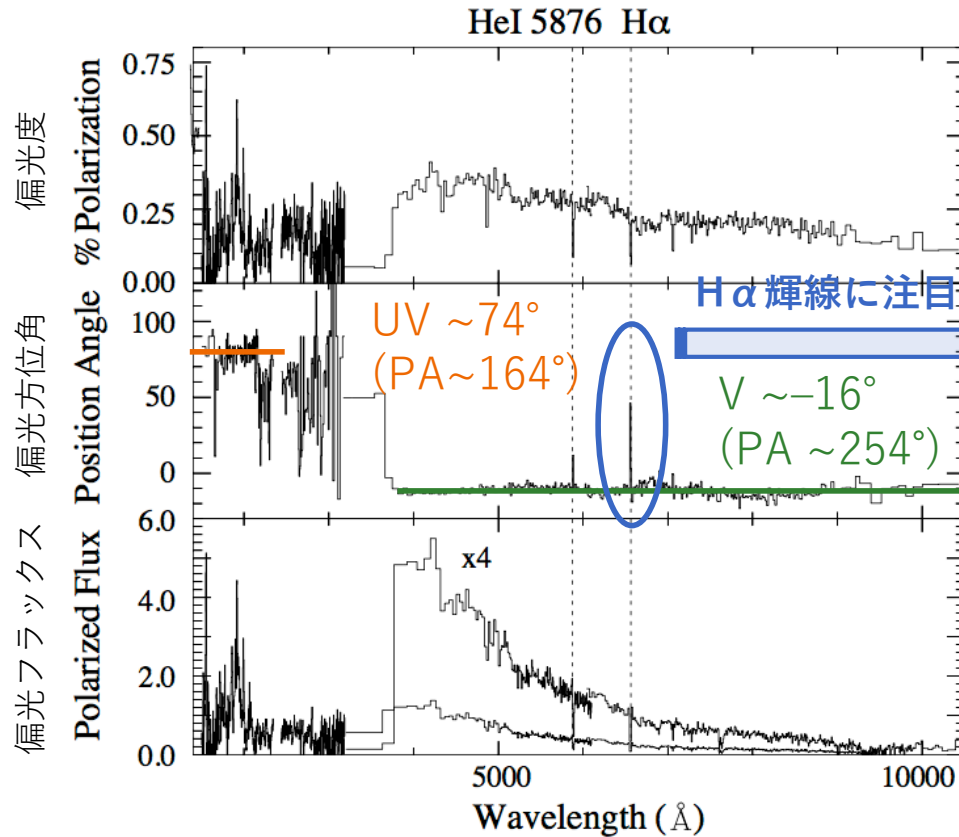 HeI 5876 Hα
偏光度
% Polarization
0.75
0.50
0.25
0.00
偏光方位角
Position Angle
100
50
0
UV ~74°
(PA~164°)
Hα輝線に注目
V ~−16°
(PA ~254°)
偏光フラックス
Polarized Flux
6.0
4.0
2.0
0.0
x4
5000
10000
Wavelength (Å)